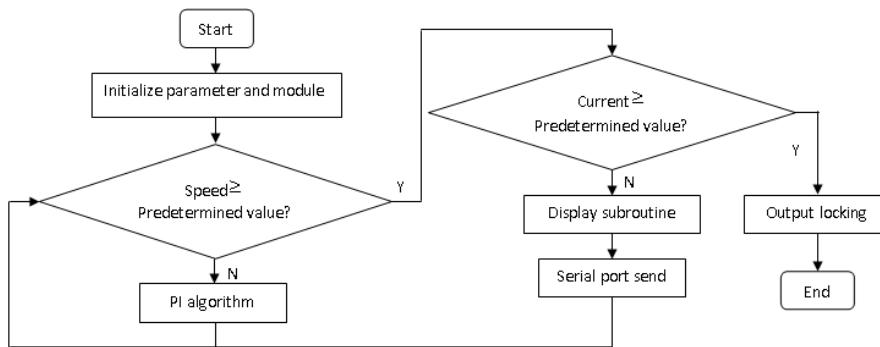 Start
Initialize parameter and module
Speed≥
Predetermined value?
Y
N
PI algorithm
Current≥
Predetermined value?
Y
N
Display subroutine
Output locking
Serial port send
End